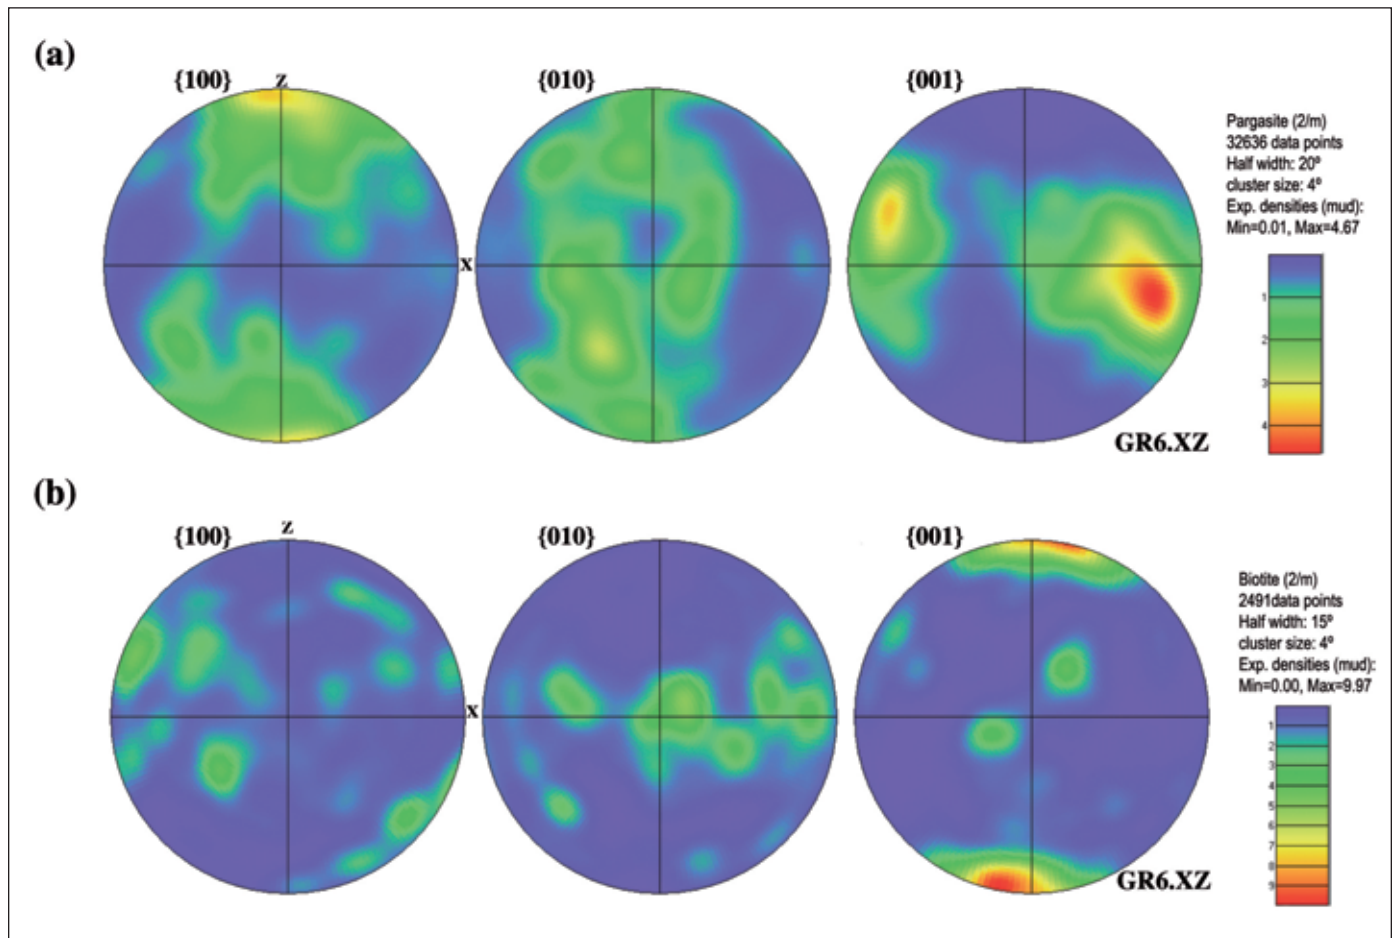 (a)
{100}
z
{010}
{001}
x
Pargasite (2/m)
32636 data points
Half width: 20º
cluster size: 4º
Exp. densities (mud):
Min=0.01, Max=4.67
1
2
3
4
GR6.XZ
(b)
{100}
z
{010}
{001}
x
Biotite (2/m)
2491data points
Half width: 15º
cluster size: 4º
Exp. densities (mud):
Min=0.00, Max=9.97
1
2
3
4
5
6
7
8
9
GR6.XZ